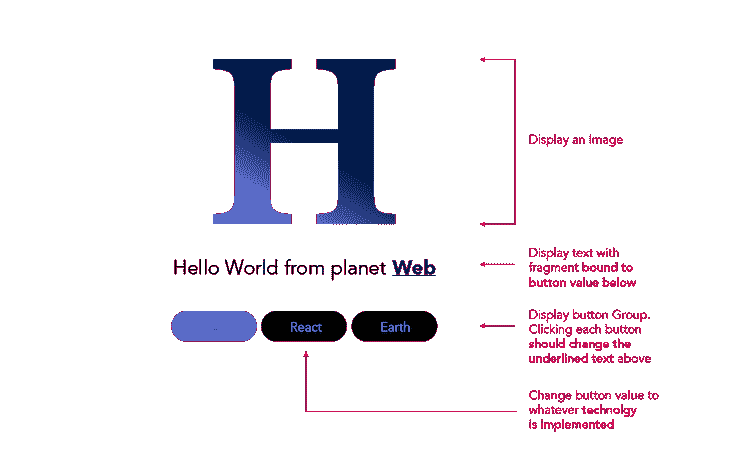 H
Display an Image
Hello World from planet Web
Display text with
fragment bound to
button value below
React
Earth
Display button Group.
Clicking each button
should change the
underlined text above
Change button value to
whatever technolgy
is Implemented